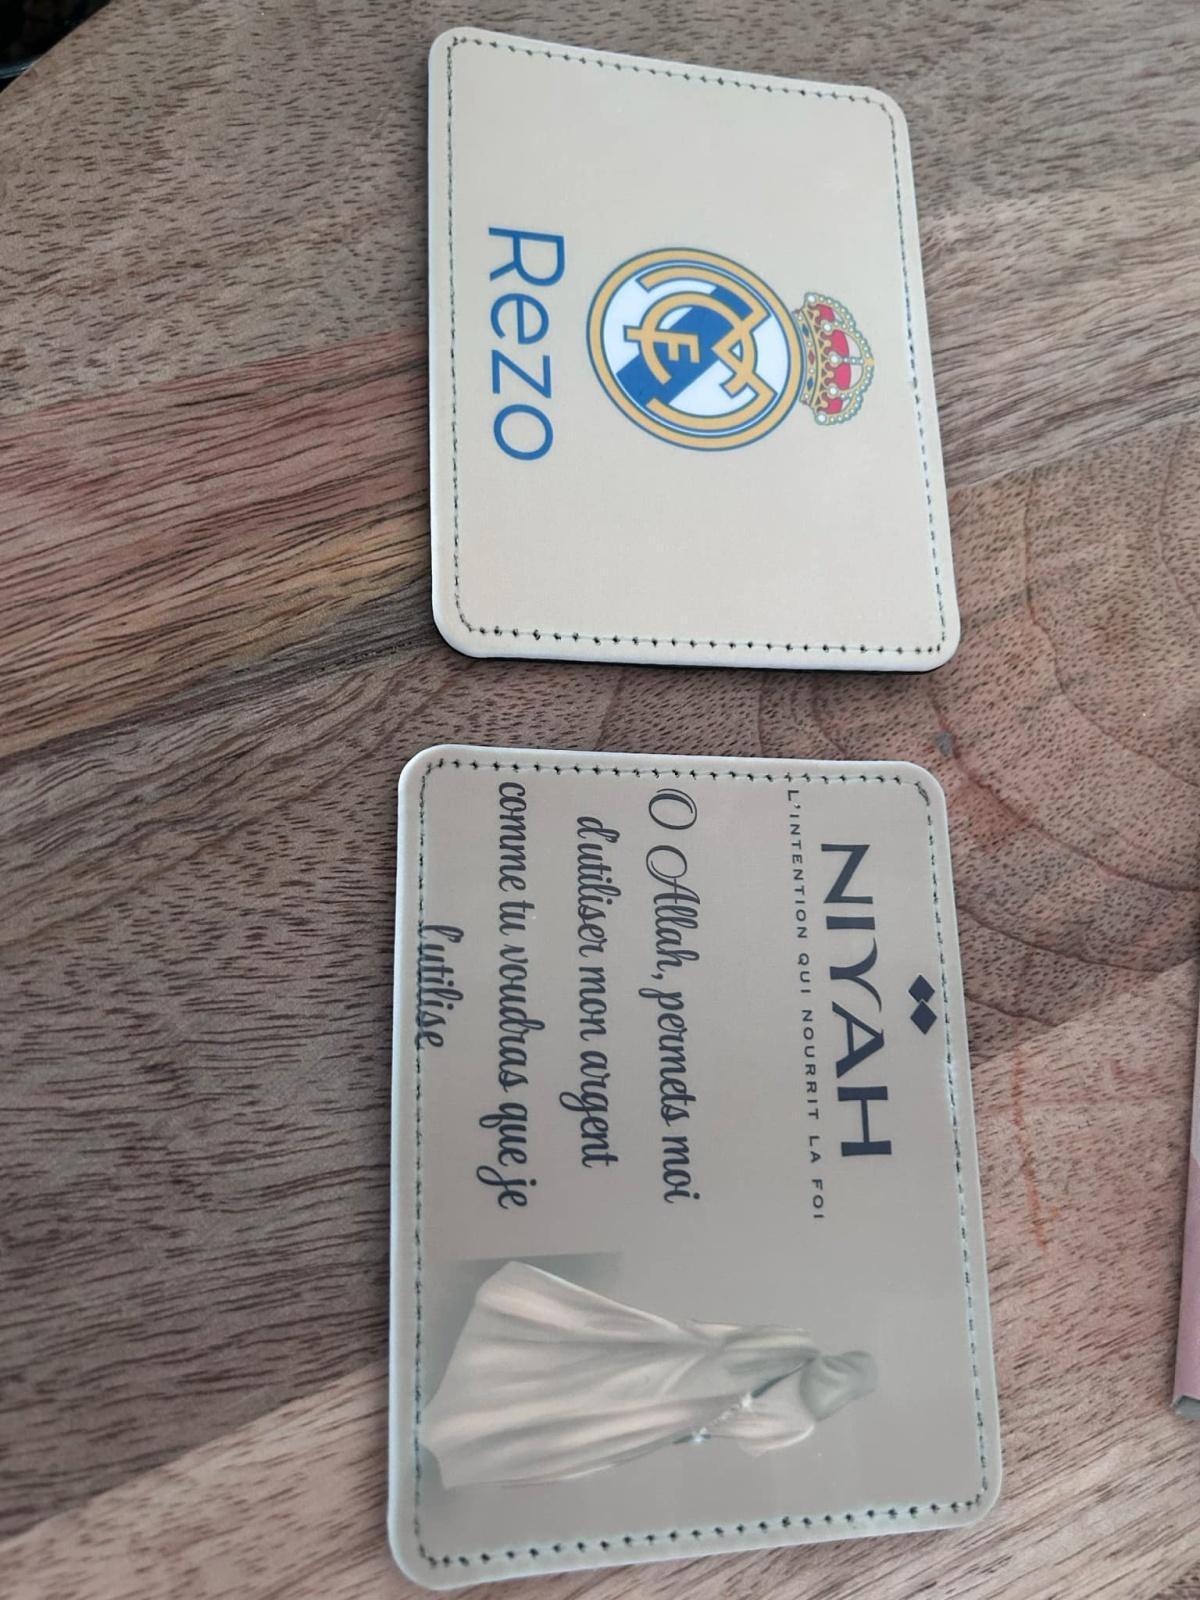 Rezo
NIYAH
L'INTENTION QUI NOURRIT LA FOI
O Allah, permets moi
d'utiliser mon argent
comme tu voudras que je
l'utilise